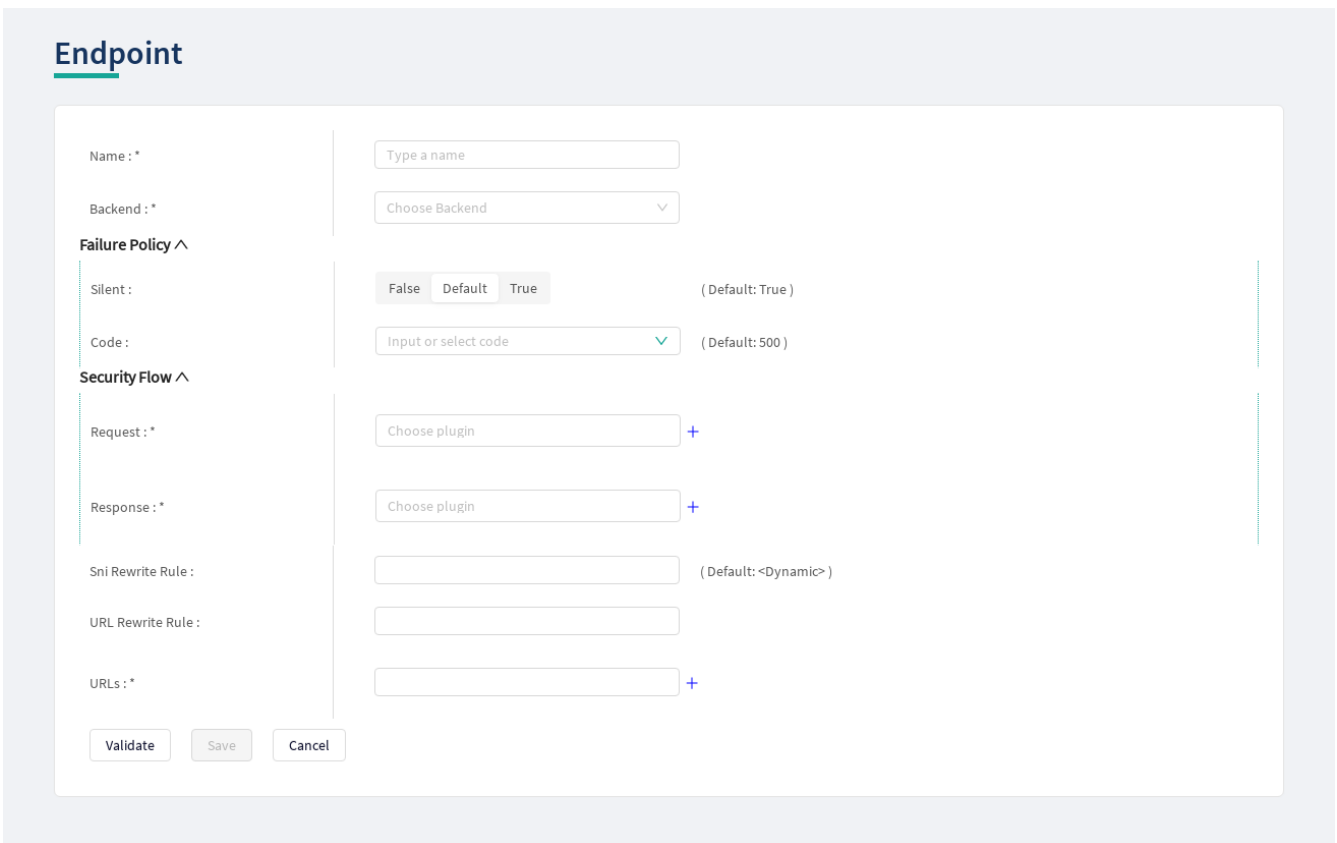 Endpoint
Name : * Type a name
Backend : * Choose Backend
Failure Policy
Silent : False Default True ( Default: True )
Code : Input or select code ( Default: 500 )
Security Flow
Request : * Choose plugin +
Response : * Choose plugin +
Sni Rewrite Rule : ( Default: <Dynamic> )
URL Rewrite Rule :
URLs : * +
Validate Save Cancel